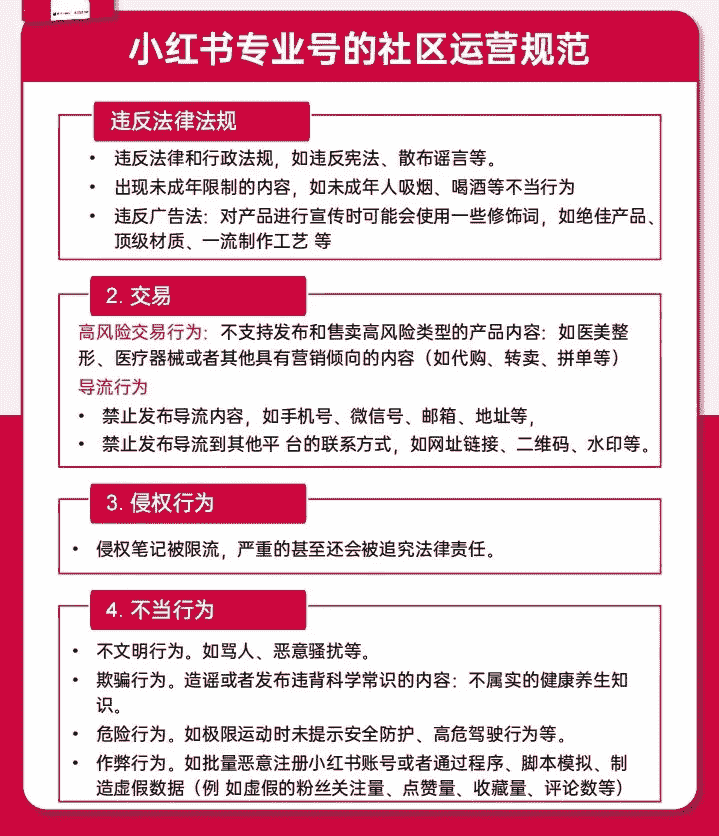 小红书专业号的社区运营规范
违反法律法规
• 违反法律和行政法规，如违反宪法、散布谣言等。
• 出现未成年限制的内容，如未成年人吸烟、喝酒等不当行为
• 违反广告法：对产品进行宣传时可能会使用一些修饰词，如绝佳产品、
顶级材质、一流制作工艺 等
2. 交易
高风险交易行为：不支持发布和售卖高风险类型的产品内容：如医美整
形、医疗器械或者其他具有营销倾向的内容（如代购、转卖、拼单等）
导流行为
• 禁止发布导流内容，如手机号、微信号、邮箱、地址等，
• 禁止发布导流到其他平 台的联系方式，如网址链接、二维码、水印等。
3. 侵权行为
• 侵权笔记被限流，严重的甚至还会被追究法律责任。
4. 不当行为
• 不文明行为。如骂人、恶意骚扰等。
• 欺骗行为。造谣或者发布违背科学常识的内容：不属实的健康养生知
识。
• 危险行为。如极限运动时未提示安全防护、高危驾驶行为等。
• 作弊行为。如批量恶意注册小红书账号或者通过程序、脚本模拟、制
造虚假数据（例 如虚假的粉丝关注量、点赞量、收藏量、评论数等）